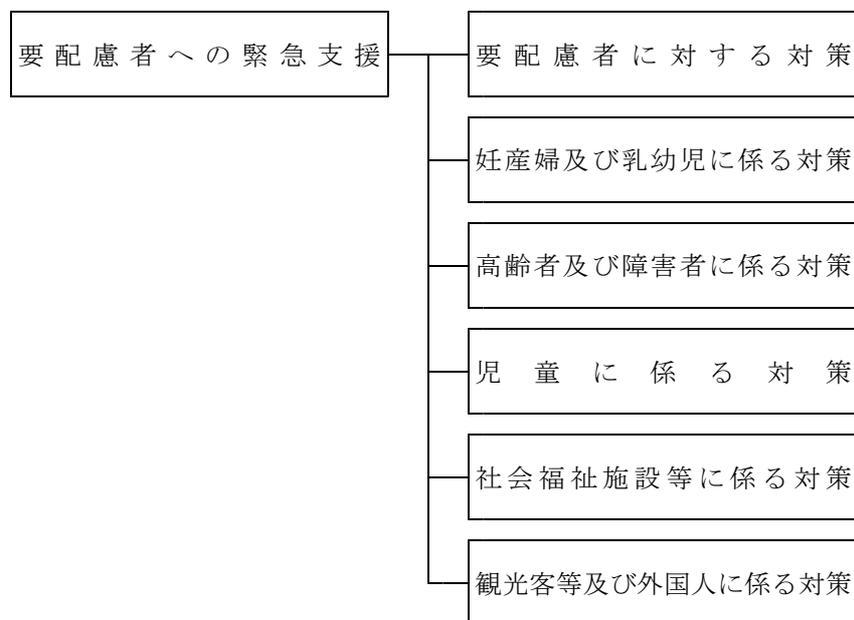 要配慮者への緊急支援
要配慮者に対する対策
妊産婦及び乳幼児に係る対策
高齢者及び障害者に係る対策
児童に係る対策
社会福祉施設等に係る対策
観光客等及び外国人に係る対策